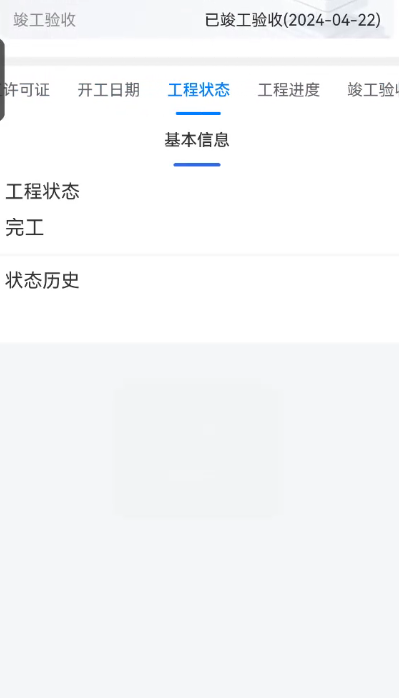 竣工验收 已竣工验收(2024-04-22)
许可证 开工日期 工程状态 工程进度 竣工验
基本信息
工程状态
完工
状态历史